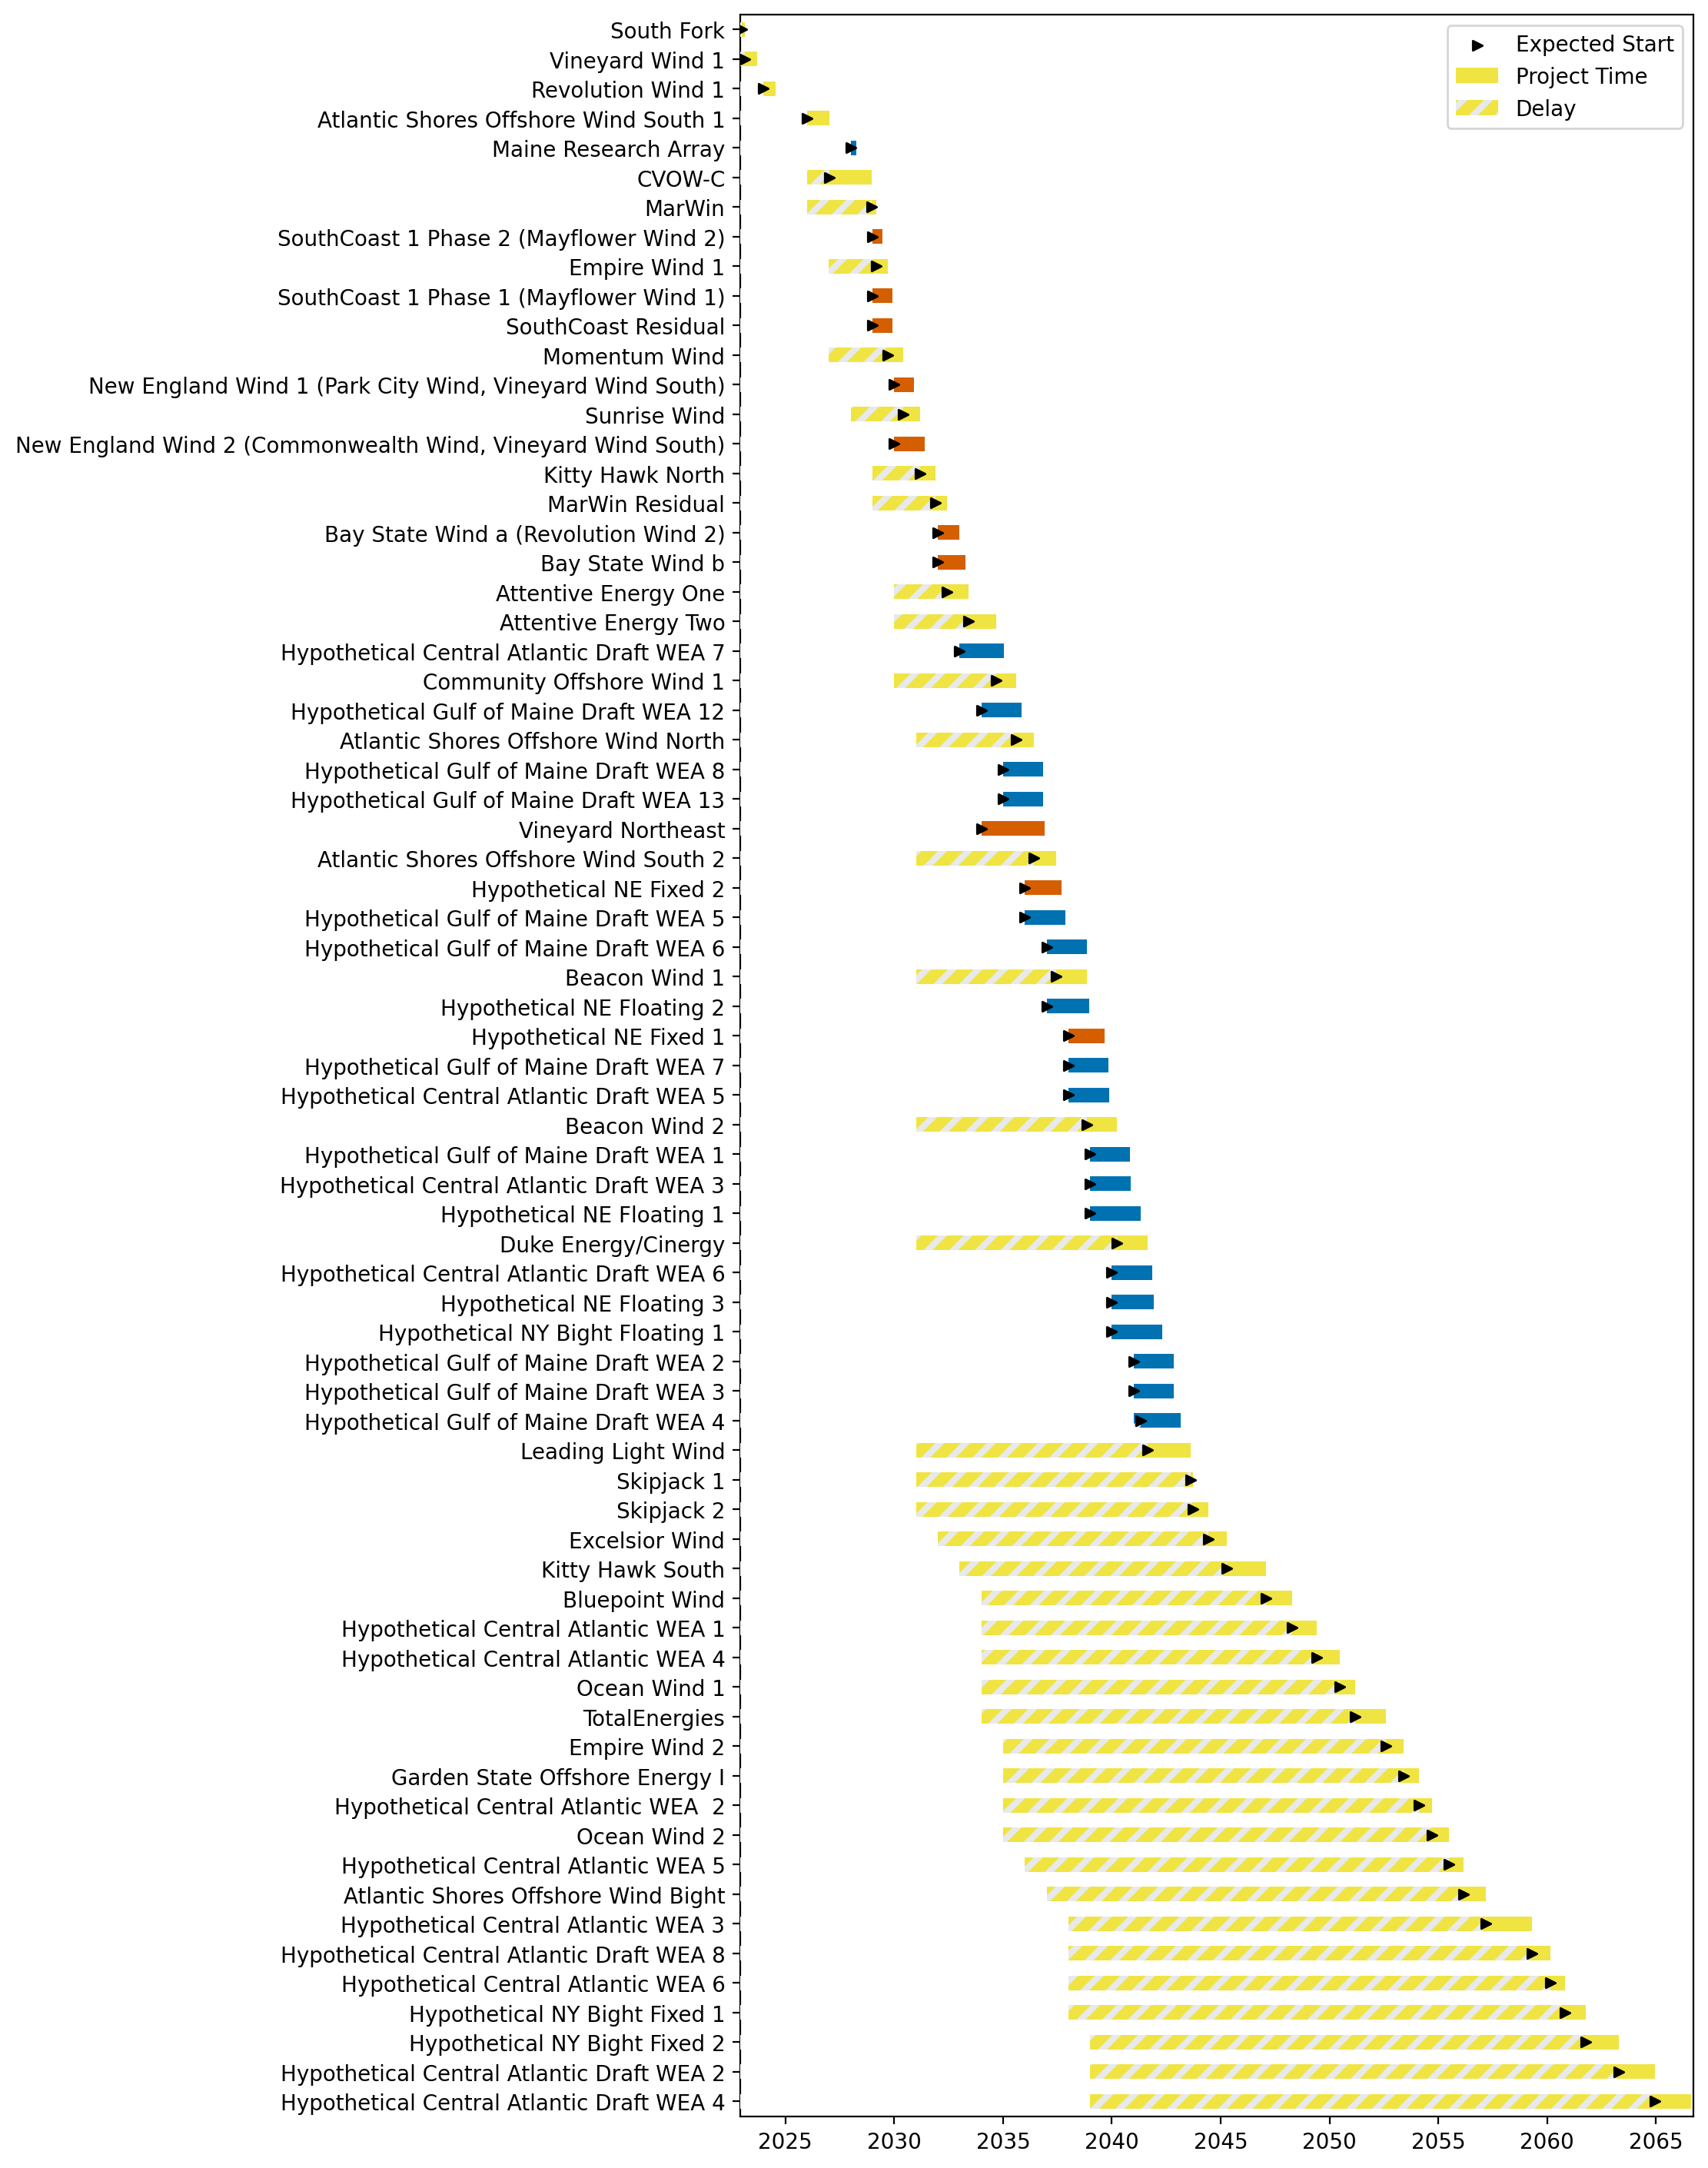 South Fork
Vineyard Wind 1
Revolution Wind 1
Atlantic Shores Offshore Wind South 1
Maine Research Array
CVOW-C
MarWin
SouthCoast 1 Phase 2 (Mayflower Wind 2)
Empire Wind 1
SouthCoast 1 Phase 1 (Mayflower Wind 1)
SouthCoast Residual
Momentum Wind
New England Wind 1 (Park City Wind, Vineyard Wind South)
Sunrise Wind
New England Wind 2 (Commonwealth Wind, Vineyard Wind South)
Kitty Hawk North
MarWin Residual
Bay State Wind a (Revolution Wind 2)
Bay State Wind b
Attentive Energy One
Attentive Energy Two
Hypothetical Central Atlantic Draft WEA 7
Community Offshore Wind 1
Hypothetical Gulf of Maine Draft WEA 12
Atlantic Shores Offshore Wind North
Hypothetical Gulf of Maine Draft WEA 8
Hypothetical Gulf of Maine Draft WEA 13
Vineyard Northeast
Atlantic Shores Offshore Wind South 2
Hypothetical NE Fixed 2
Hypothetical Gulf of Maine Draft WEA 5
Hypothetical Gulf of Maine Draft WEA 6
Beacon Wind 1
Hypothetical NE Floating 2
Hypothetical NE Fixed 1
Hypothetical Gulf of Maine Draft WEA 7
Hypothetical Central Atlantic Draft WEA 5
Beacon Wind 2
Hypothetical Gulf of Maine Draft WEA 1
Hypothetical Central Atlantic Draft WEA 3
Hypothetical NE Floating 1
Duke Energy/Cinergy
Hypothetical Central Atlantic Draft WEA 6
Hypothetical NE Floating 3
Hypothetical NY Bight Floating 1
Hypothetical Gulf of Maine Draft WEA 2
Hypothetical Gulf of Maine Draft WEA 3
Hypothetical Gulf of Maine Draft WEA 4
Leading Light Wind
Skipjack 1
Skipjack 2
Excelsior Wind
Kitty Hawk South
Bluepoint Wind
Hypothetical Central Atlantic WEA 1
Hypothetical Central Atlantic WEA 4
Ocean Wind 1
TotalEnergies
Empire Wind 2
Garden State Offshore Energy I
Hypothetical Central Atlantic WEA  2
Ocean Wind 2
Hypothetical Central Atlantic WEA 5
Atlantic Shores Offshore Wind Bight
Hypothetical Central Atlantic WEA 3
Hypothetical Central Atlantic Draft WEA 8
Hypothetical Central Atlantic WEA 6
Hypothetical NY Bight Fixed 1
Hypothetical NY Bight Fixed 2
Hypothetical Central Atlantic Draft WEA 2
Hypothetical Central Atlantic Draft WEA 4
Expected Start
Project Time
Delay
2025 2030 2035 2040 2045 2050 2055 2060 2065